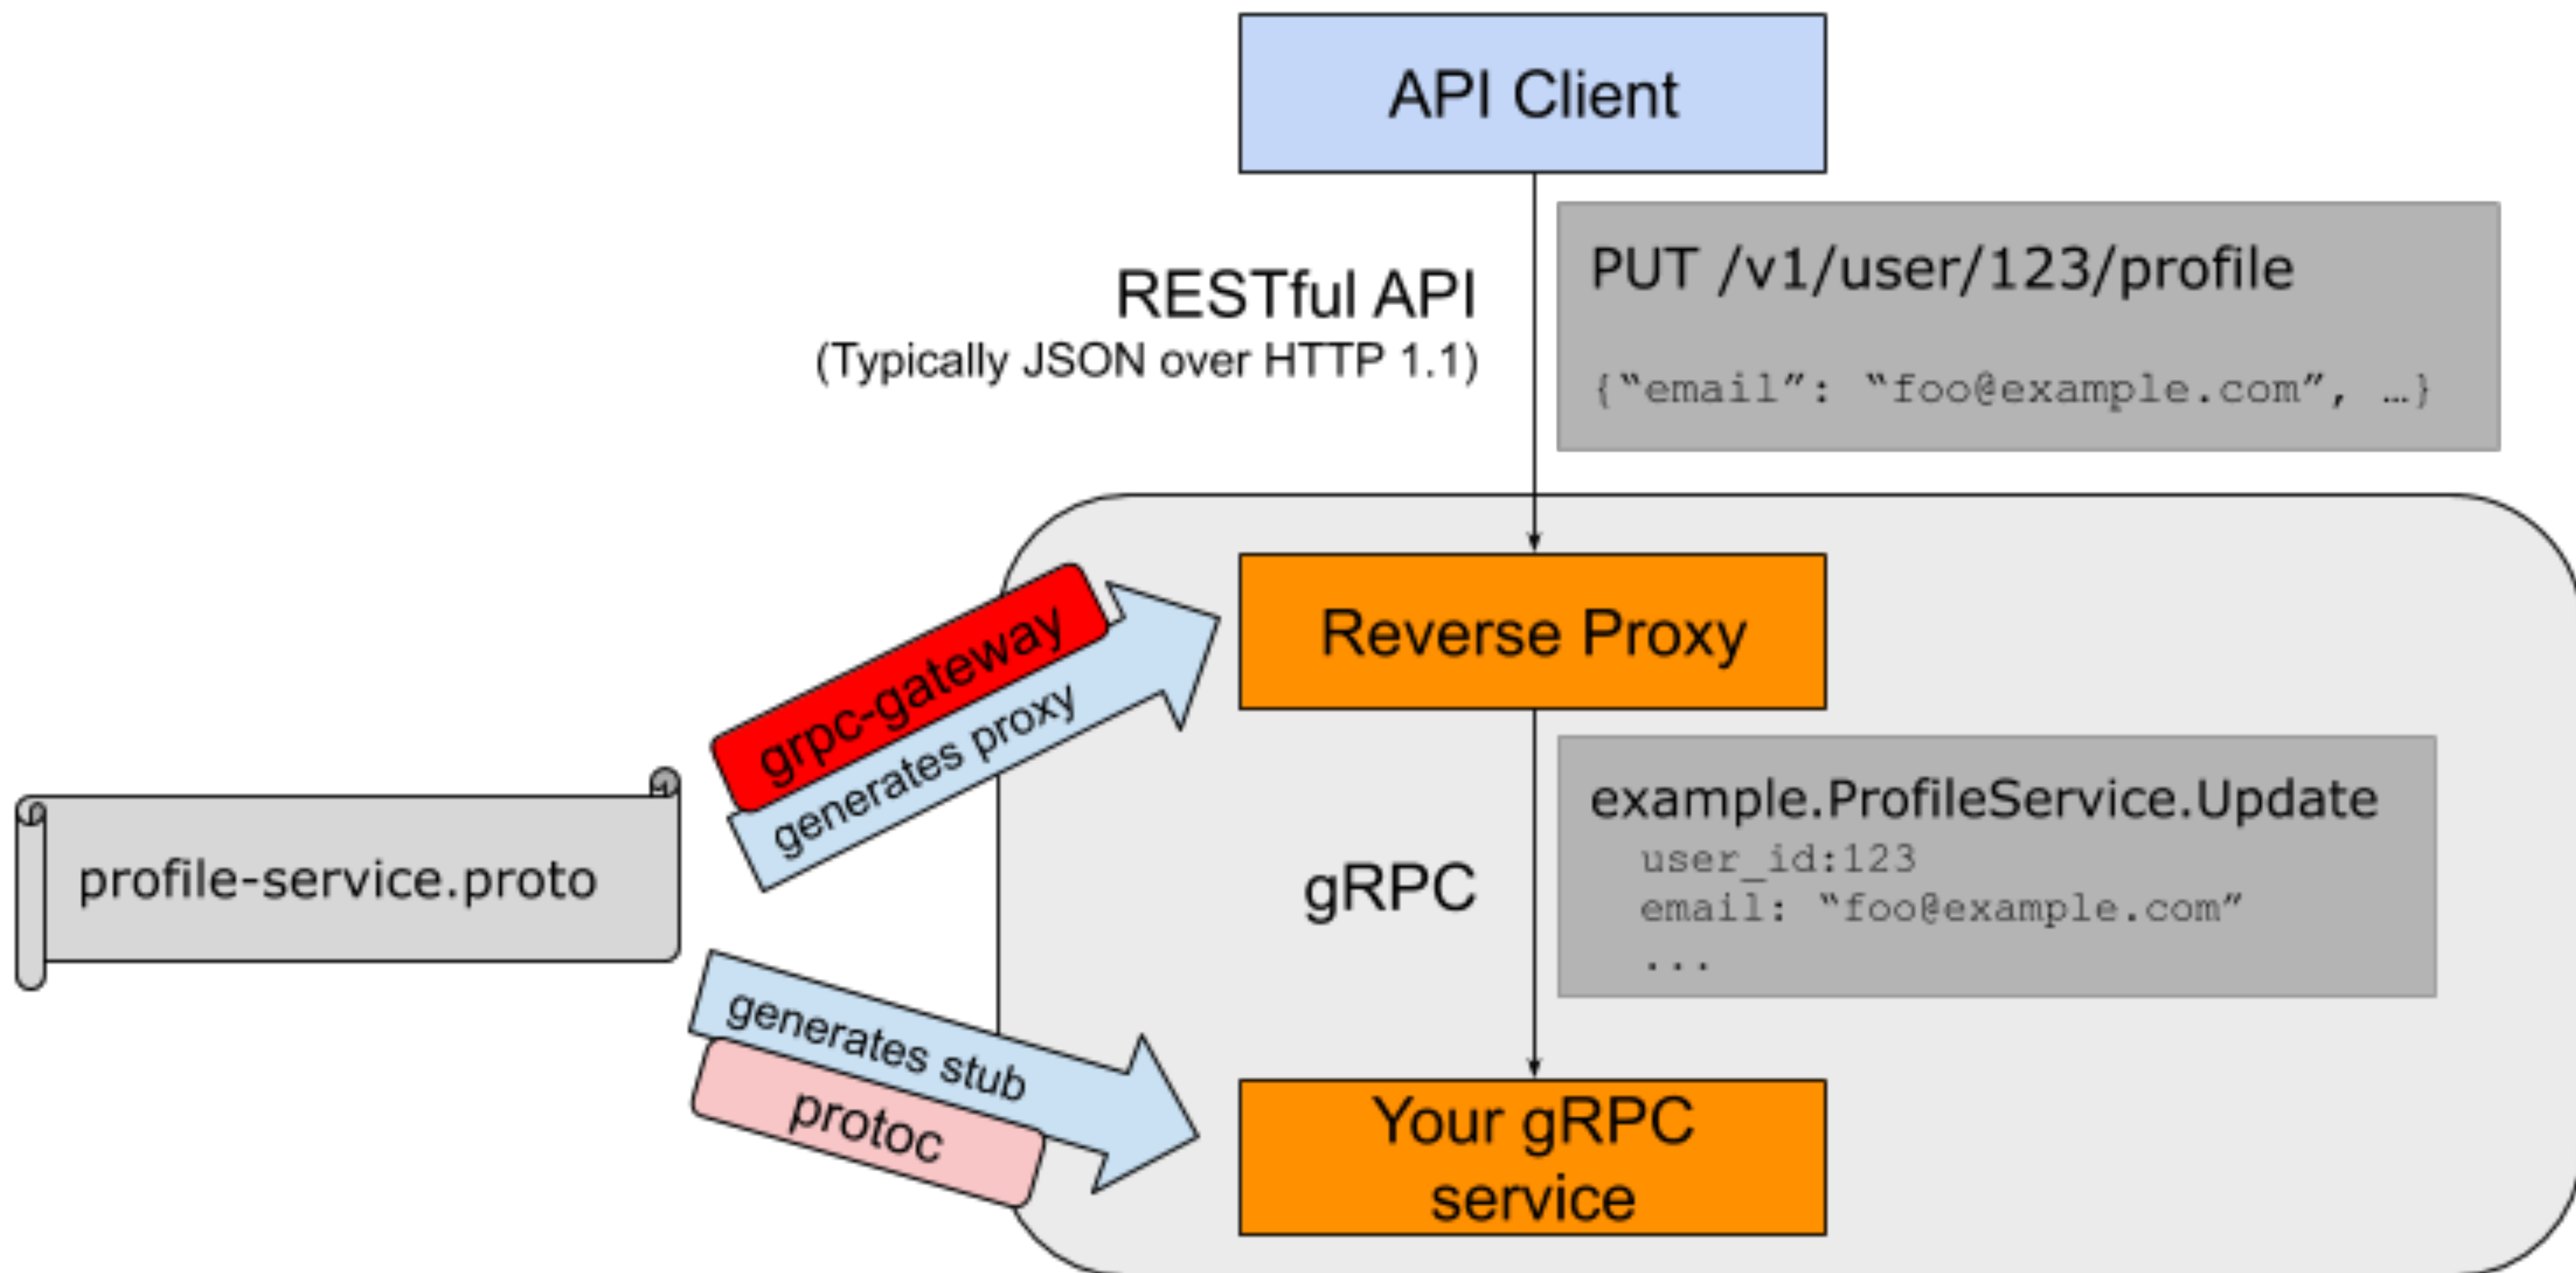 API Client
RESTful API
(Typically JSON over HTTP 1.1)
PUT /v1/user/123/profile
{“email”: “foo@example.com”, …}
grpc-gateway
generates proxy
Reverse Proxy
profile-service.proto
gRPC
example.ProfileService.Update
user_id:123
email: “foo@example.com”
...
generates stub
protoc
Your gRPC
service